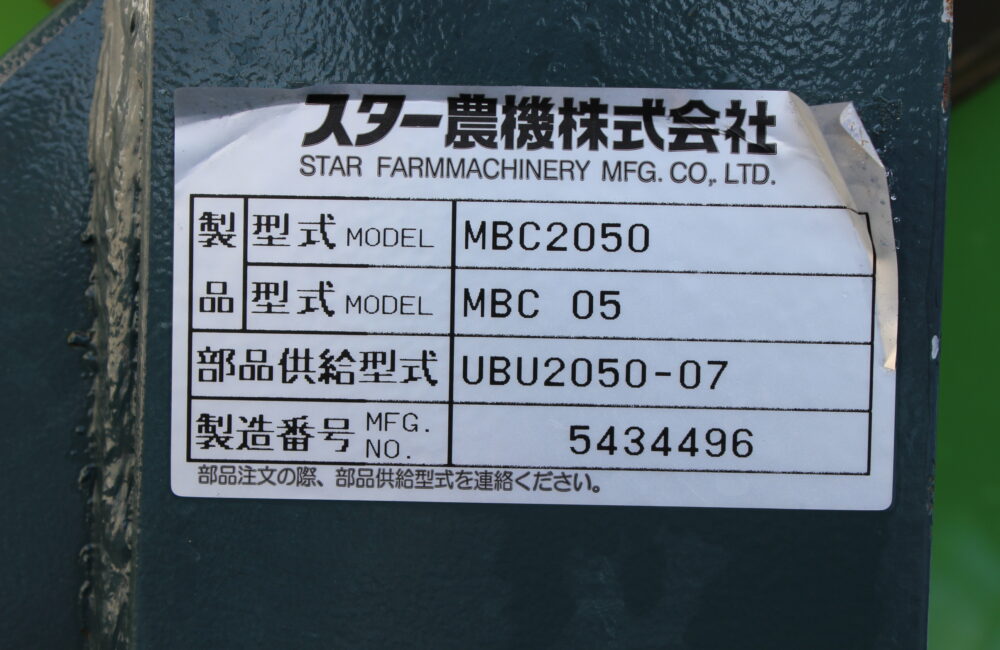 スター農機株式会社
STAR FARMMACHINERY MFG. CO,. LTD.
製品
型式 MODEL MBC2050
型式 MODEL MBC 05
部品供給型式 UBU2050-07
製造番号 MFG. NO. 5434496
部品注文の際、部品供給型式を連絡ください。